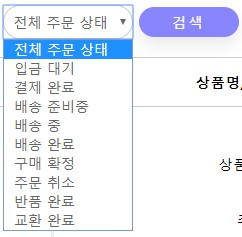 전체 주문 상태 검색
전체 주문 상태
입금 대기
결제 완료
배송 준비중
배송 중
배송 완료
구매 확정
주문 취소
반품 완료
교환 완료
상품명/
상품